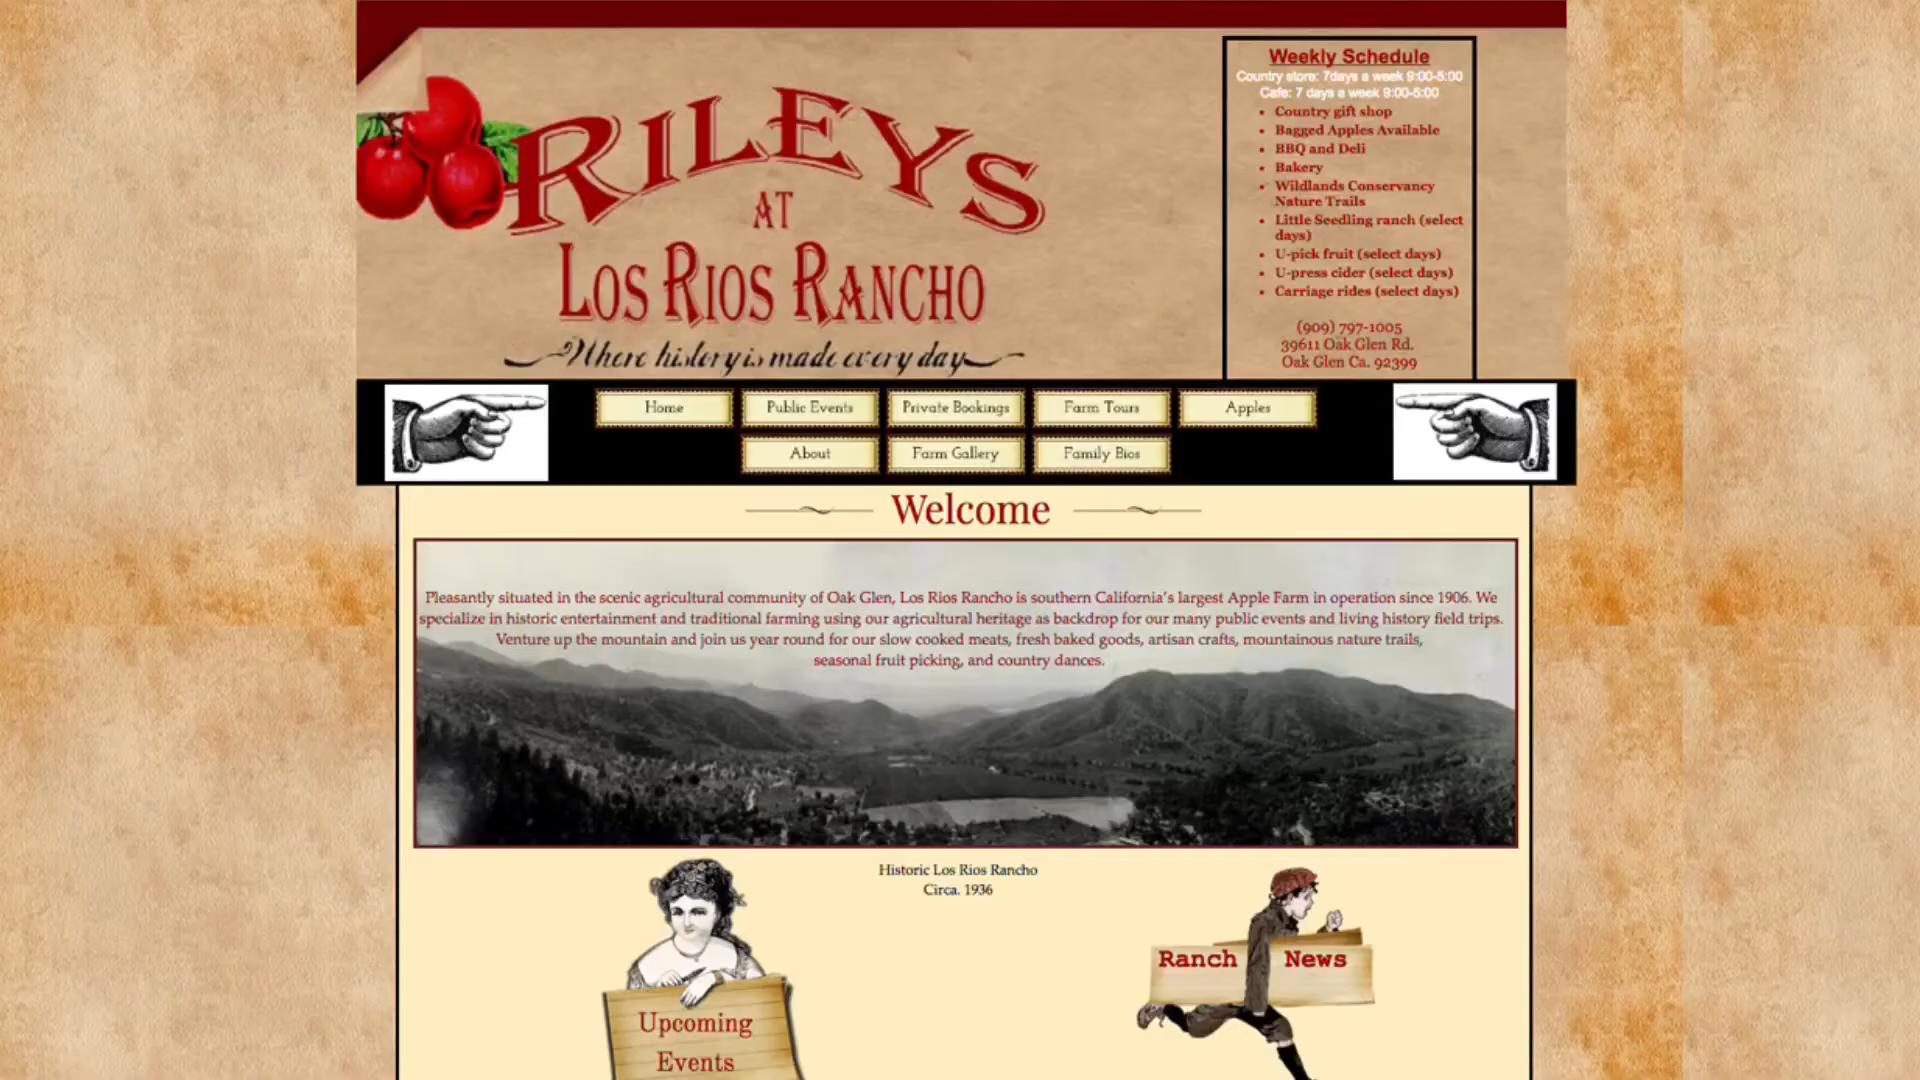 RILEYS
AT
LOS RIOS RANCHO
Where history is made every day
Weekly Schedule
Country store: 7days a week 9:00-5:00
Cafe: 7 days a week 9:00-5:00
• Country gift shop
• Bagged Apples Available
• BBQ and Deli
• Bakery
• Wildlands Conservancy
Nature Trails
• Little Seedling ranch (select
days)
• U-pick fruit (select days)
• U-press cider (select days)
• Carriage rides (select days)
(909) 797-1005
39611 Oak Glen Rd.
Oak Glen Ca. 92399
Home Public Events Private Bookings Farm Tours Apples
About Farm Gallery Family Bios
Welcome
Pleasantly situated in the scenic agricultural community of Oak Glen, Los Rios Rancho is southern California's largest Apple Farm in operation since 1906. We
specialize in historic entertainment and traditional farming using our agricultural heritage as backdrop for our many public events and living history field trips.
Venture up the mountain and join us year round for our slow cooked meats, fresh baked goods, artisan crafts, mountainous nature trails,
seasonal fruit picking, and country dances.
Historic Los Rios Rancho
Circa. 1936
Upcoming
Events
Ranch News